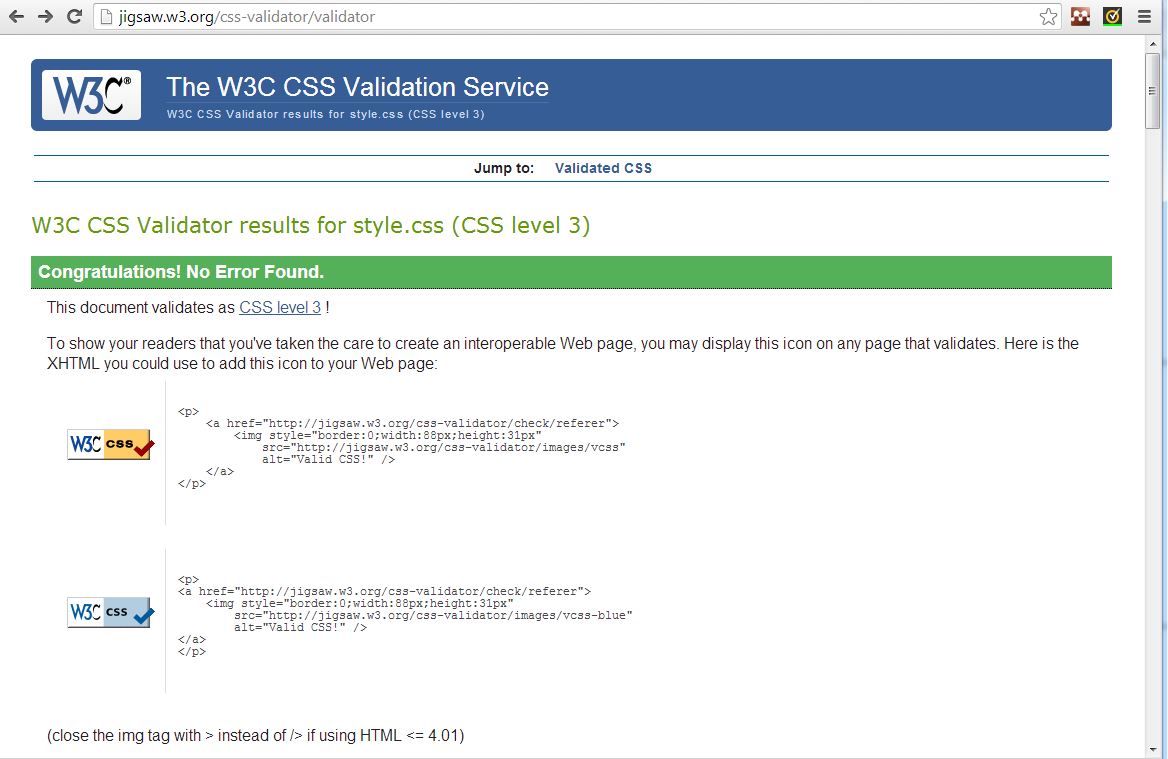 jigsaw.w3.org/css-validator/validator
W3C® The W3C CSS Validation Service
W3C CSS Validator results for style.css (CSS level 3)
Jump to: Validated CSS
W3C CSS Validator results for style.css (CSS level 3)
Congratulations! No Error Found.
This document validates as CSS level 3 !
To show your readers that you've taken the care to create an interoperable Web page, you may display this icon on any page that validates. Here is the
XHTML you could use to add this icon to your Web page:
<p>
<a href="http://jigsaw.w3.org/css-validator/check/referer">
<img style="border:0;width:88px;height:31px"
W3C css
src="http://jigsaw.w3.org/css-validator/images/vcss"
alt="Valid CSS!" />
</a>
</p>
<p>
<a href="http://jigsaw.w3.org/css-validator/check/referer">
<img style="border:0;width:88px;height:31px"
W3C css
src="http://jigsaw.w3.org/css-validator/images/vcss-blue"
alt="Valid CSS!" />
</a>
</p>
(close the img tag with > instead of /> if using HTML <= 4.01)